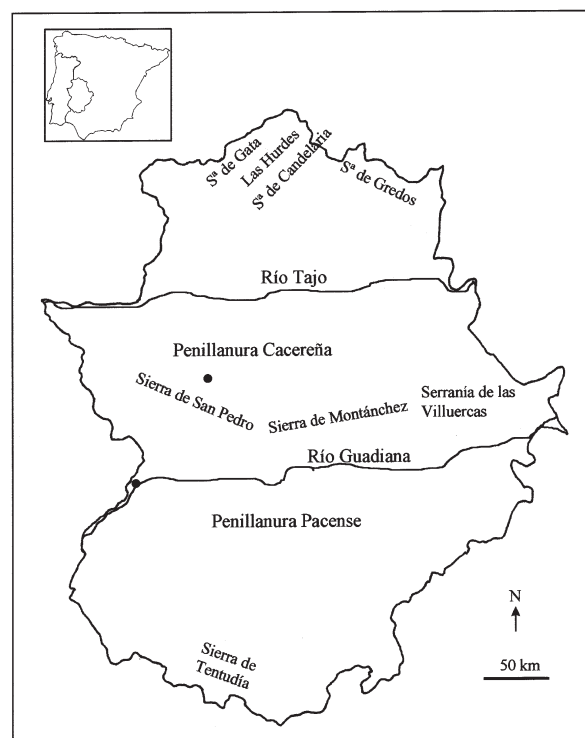 Sª de Gata
Las Hurdes
Sª de Candelaria
Sª de Gredos
Río Tajo
Penillanura Cacereña
Sierra de San Pedro
Sierra de Montánchez
Serranía de las
Villuercas
Río Guadiana
Penillanura Pacense
Sierra de
Tentudía
N
50 km